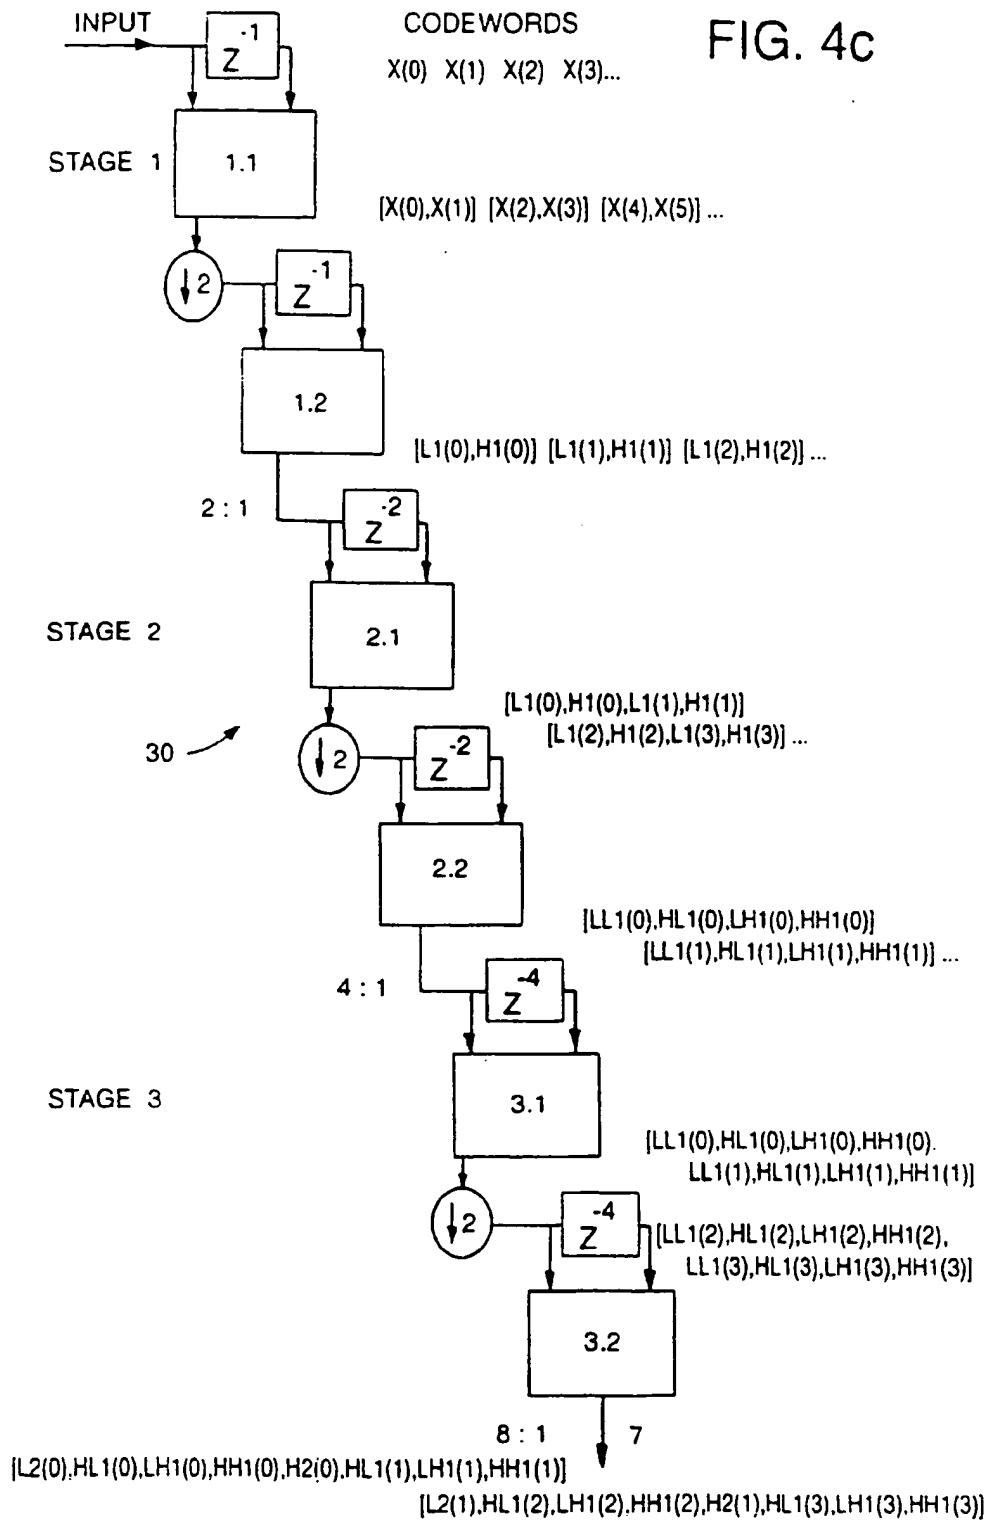 INPUT
Z-1
CODEWORDS
FIG. 4c
X(0) X(1) X(2) X(3)...
STAGE 1
1.1
[X(0),X(1)] [X(2),X(3)] [X(4),X(5)] ...
↓2
Z-1
1.2
[L1(0),H1(0)] [L1(1),H1(1)] [L1(2),H1(2)] ...
2 : 1
Z-2
STAGE 2
2.1
[L1(0),H1(0),L1(1),H1(1)]
[L1(2),H1(2),L1(3),H1(3)] ...
30
↓2
Z-2
2.2
[LL1(0),HL1(0),LH1(0),HH1(0)]
[LL1(1),HL1(1),LH1(1),HH1(1)] ...
4 : 1
Z-4
STAGE 3
3.1
[LL1(0),HL1(0),LH1(0),HH1(0).
LL1(1),HL1(1),LH1(1),HH1(1)]
↓2
Z-4
[LL1(2),HL1(2),LH1(2),HH1(2),
LL1(3),HL1(3),LH1(3),HH1(3)]
3.2
8 : 1
7
[L2(0),HL1(0),LH1(0),HH1(0),H2(0),HL1(1),LH1(1),HH1(1)]
[L2(1),HL1(2),LH1(2),HH1(2),H2(1),HL1(3),LH1(3),HH1(3)]